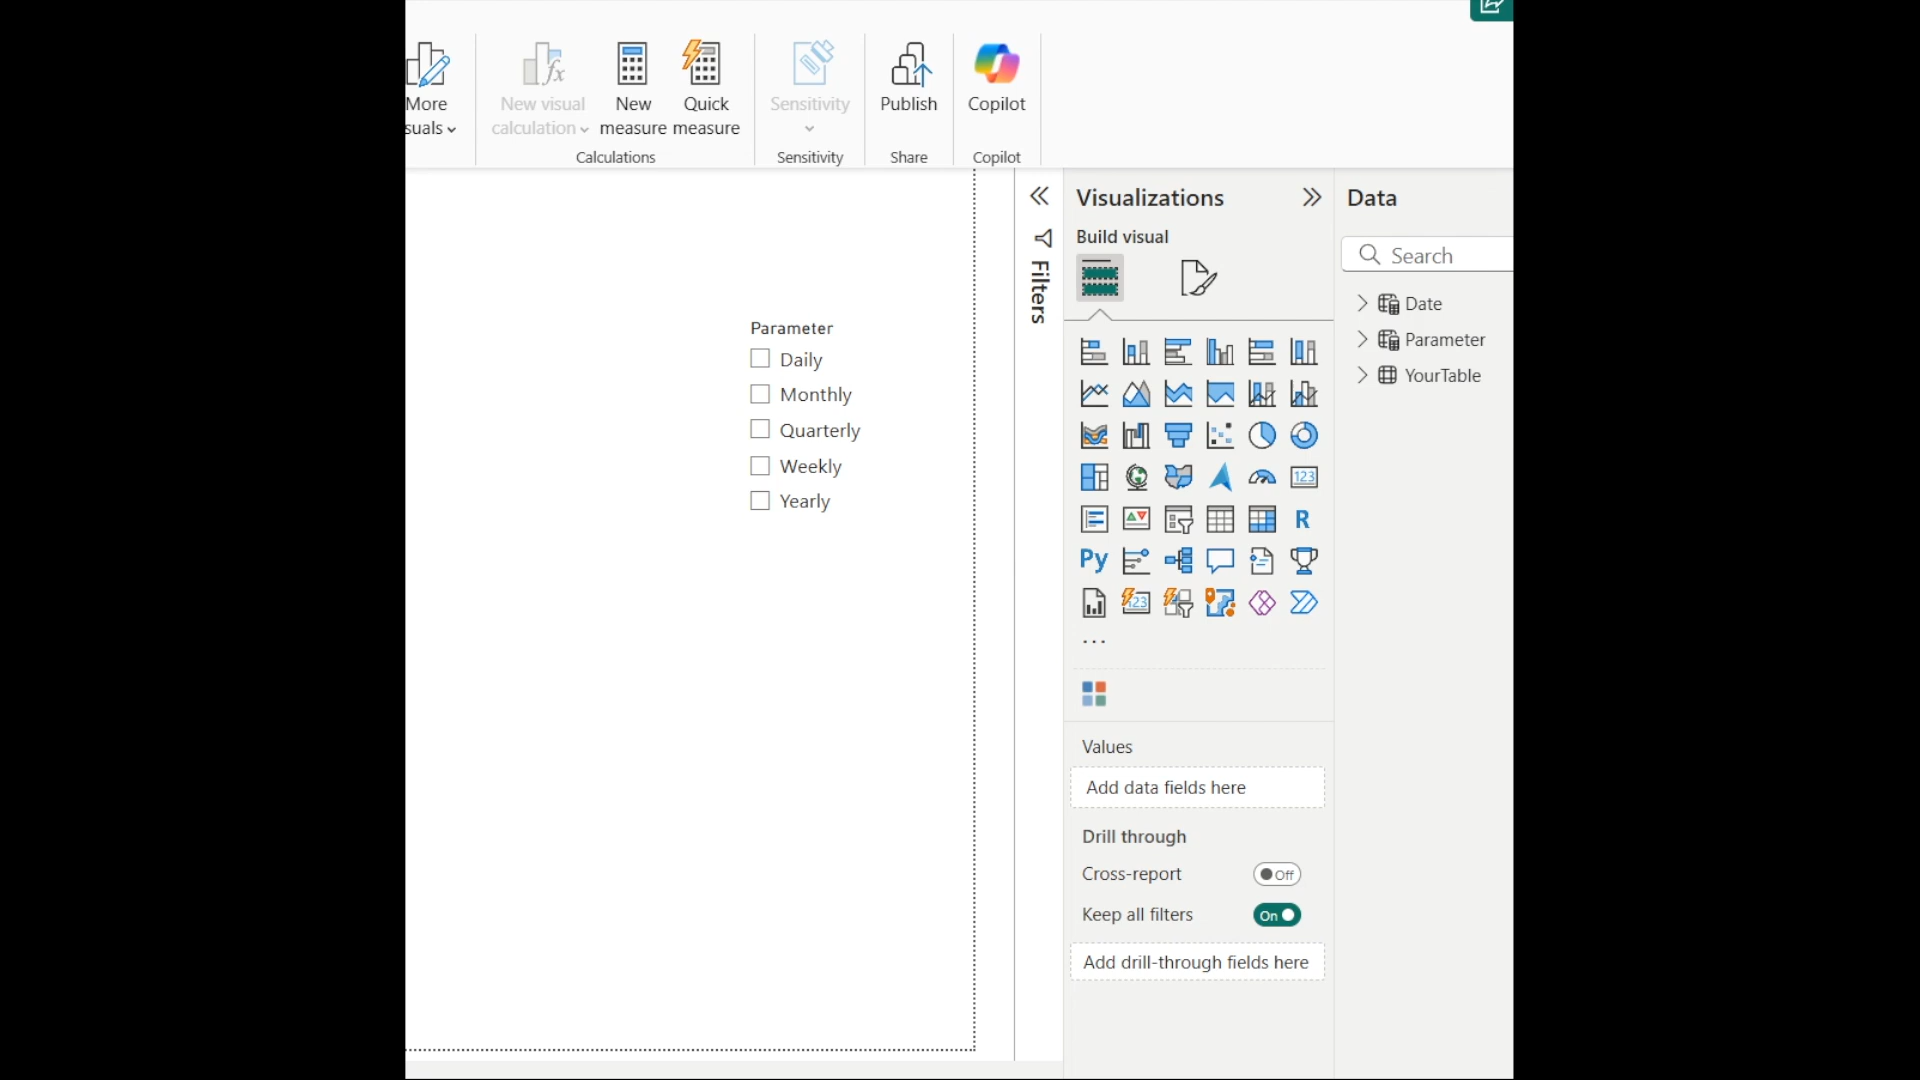 More
suals
New visual
calculation
New
measure
Quick
measure
Calculations
Sensitivity
Sensitivity
Publish
Share
Copilot
Copilot
Parameter
Daily
Monthly
Quarterly
Weekly
Yearly
Filters
Visualizations
Build visual
123
R
Py
123
...
Values
Add data fields here
Drill through
Cross-report
Off
Keep all filters
On
Add drill-through fields here
Data
Search
Date
Parameter
YourTable